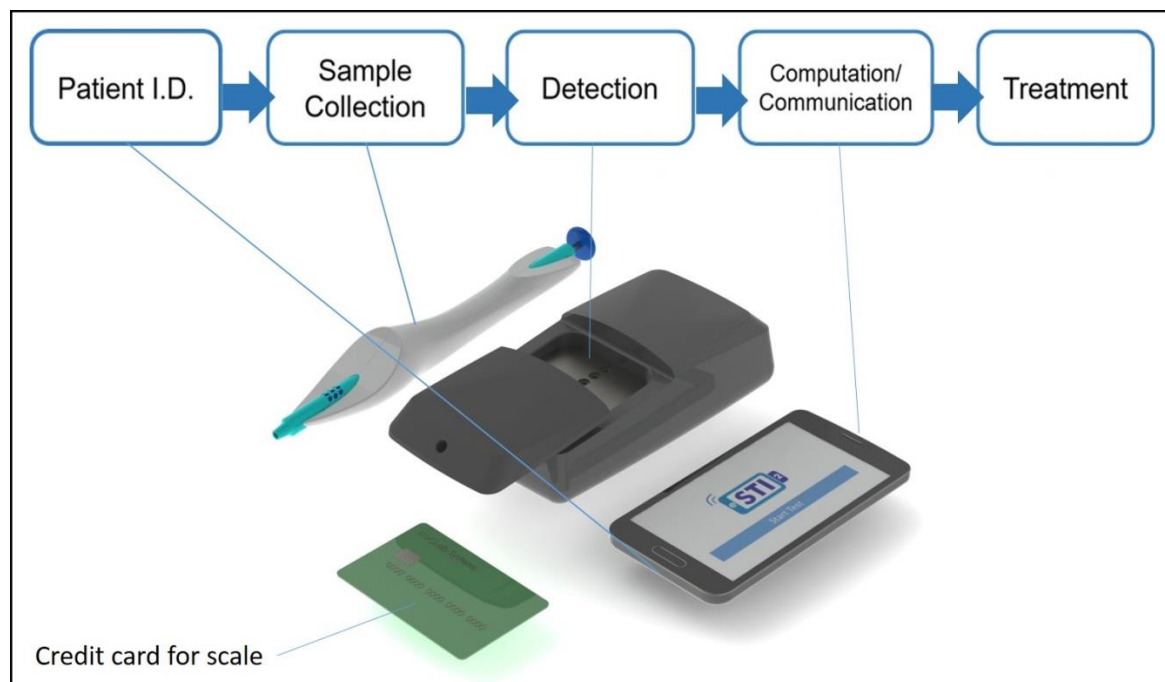 Patient I.D.
Sample
Collection
Detection
Computation/
Communication
Treatment
STI
Start Test
Credit card for scale